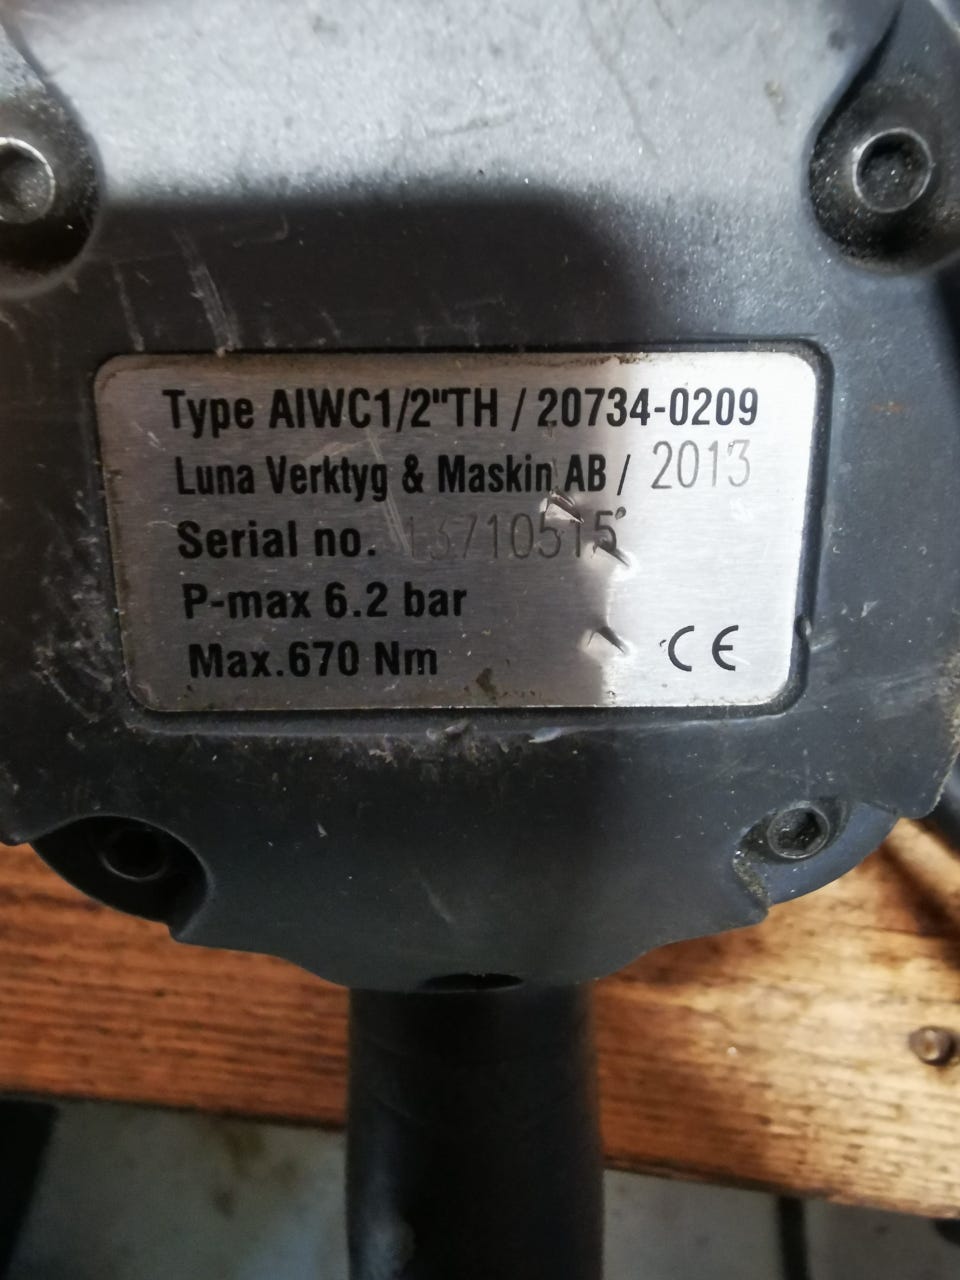 Type AIWC1/2"TH / 20734-0209
Luna Verktyg & Maskin AB / 2013
Serial no. 13710515
P-max 6.2 bar
Max.670 Nm
CE